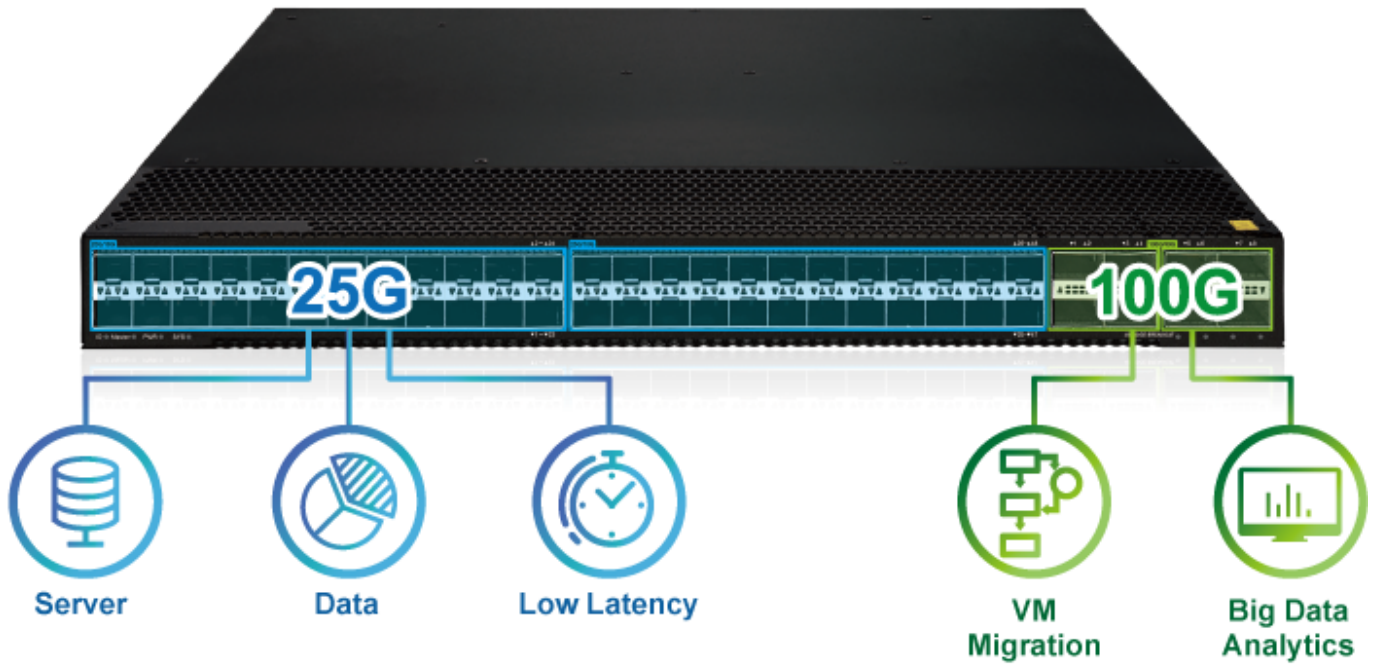 25G
100G
Server
Data
Low Latency
VM
Migration
Big Data
Analytics